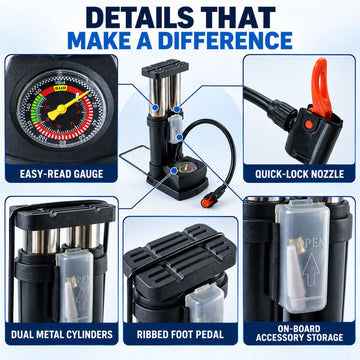 DETAILS THAT
MAKE A DIFFERENCE
EASY-READ GAUGE
QUICK-LOCK NOZZLE
OPEN
DUAL METAL CYLINDERS
RIBBED FOOT PEDAL
OPEN
ON-BOARD
ACCESSORY STORAGE